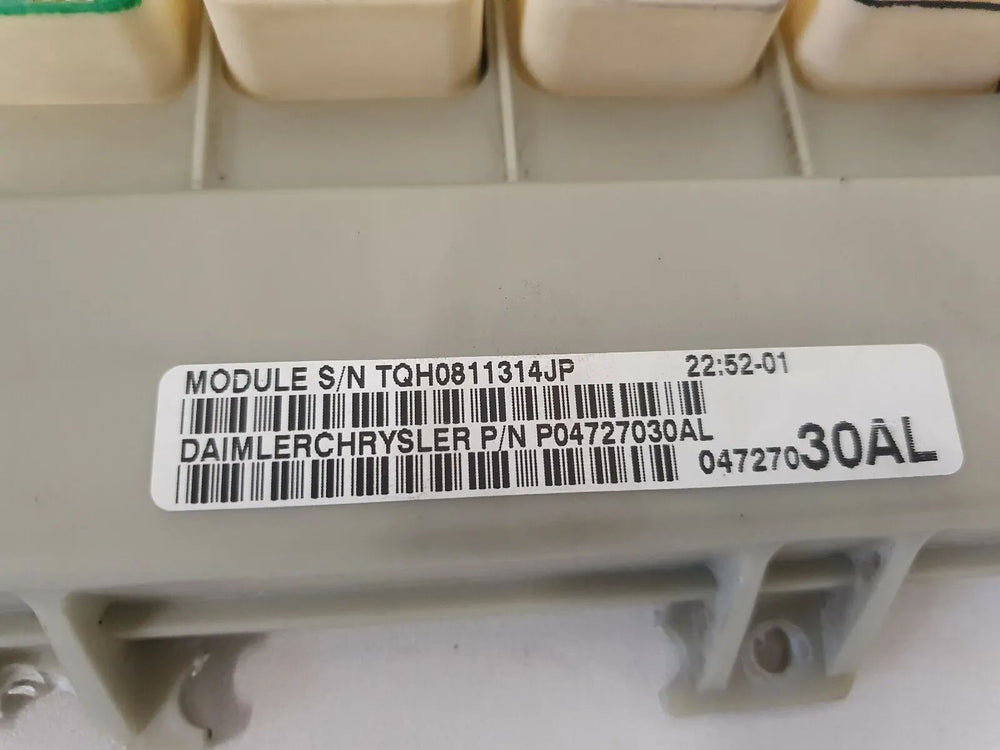 MODULE S/N TQH0811314JP 22:52-01
DAIMLERCHRYSLER P/N P04727030AL
04727030AL